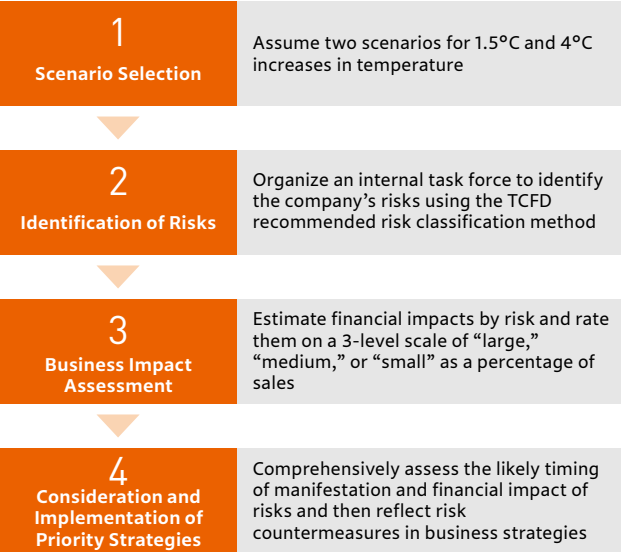 1
Scenario Selection
Assume two scenarios for 1.5°C and 4°C
increases in temperature
2
Identification of Risks
Organize an internal task force to identify
the company’s risks using the TCFD
recommended risk classification method
3
Business Impact
Assessment
Estimate financial impacts by risk and rate
them on a 3-level scale of “large,”
“medium,” or “small” as a percentage of
sales
4
Consideration and
Implementation of
Priority Strategies
Comprehensively assess the likely timing
of manifestation and financial impact of
risks and then reflect risk
countermeasures in business strategies